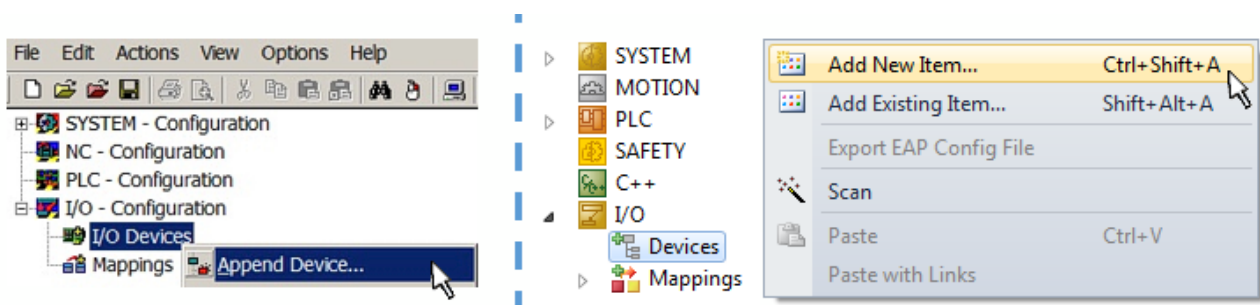 File Edit Actions View Options Help
SYSTEM - Configuration
NC - Configuration
PLC - Configuration
I/O - Configuration
I/O Devices
Mappings
Append Device...
SYSTEM
MOTION
PLC
SAFETY
C++
I/O
Devices
Mappings
Add New Item... Ctrl+Shift+A
Add Existing Item... Shift+Alt+A
Export EAP Config File
Scan
Paste Ctrl+V
Paste with Links